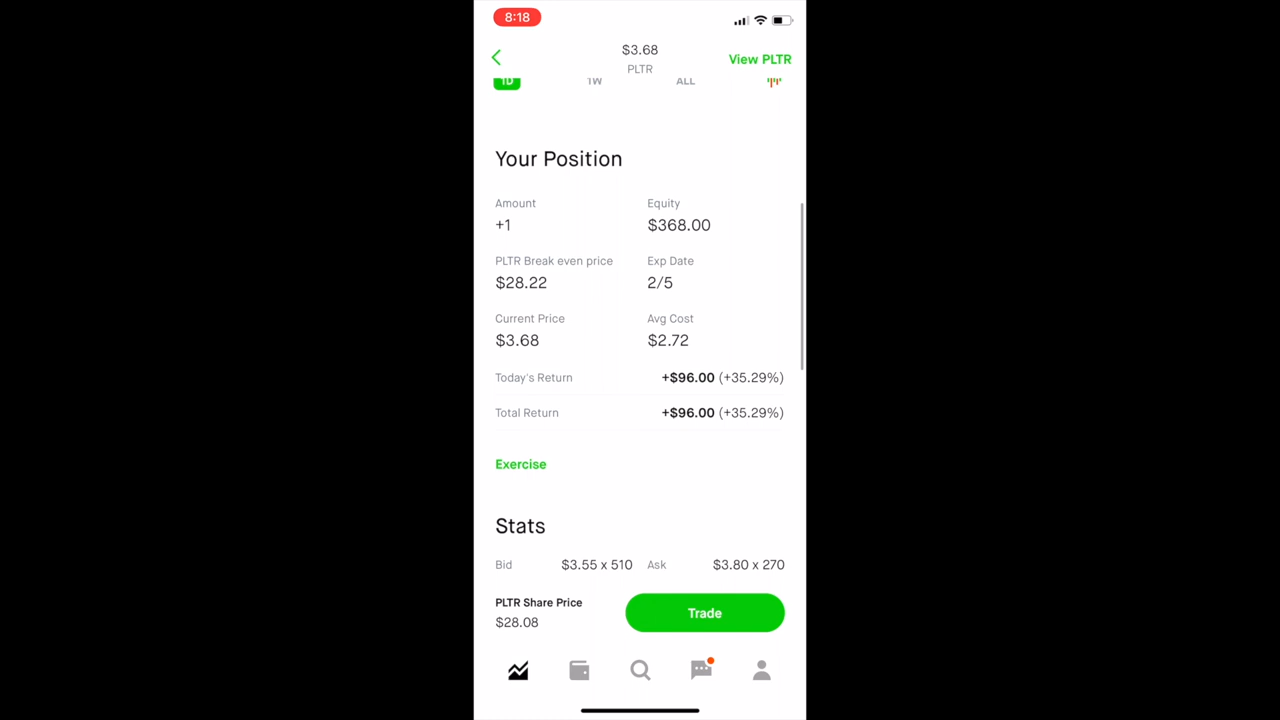 8:18
$3.68
View PLTR
PLTR
1D 1W ALL
Your Position
Amount Equity
+1 $368.00
PLTR Break even price Exp Date
$28.22 2/5
Current Price Avg Cost
$3.68 $2.72
Today's Return +$96.00 (+35.29%)
Total Return +$96.00 (+35.29%)
Exercise
Stats
Bid $3.55 x 510 Ask $3.80 x 270
PLTR Share Price
$28.08
Trade